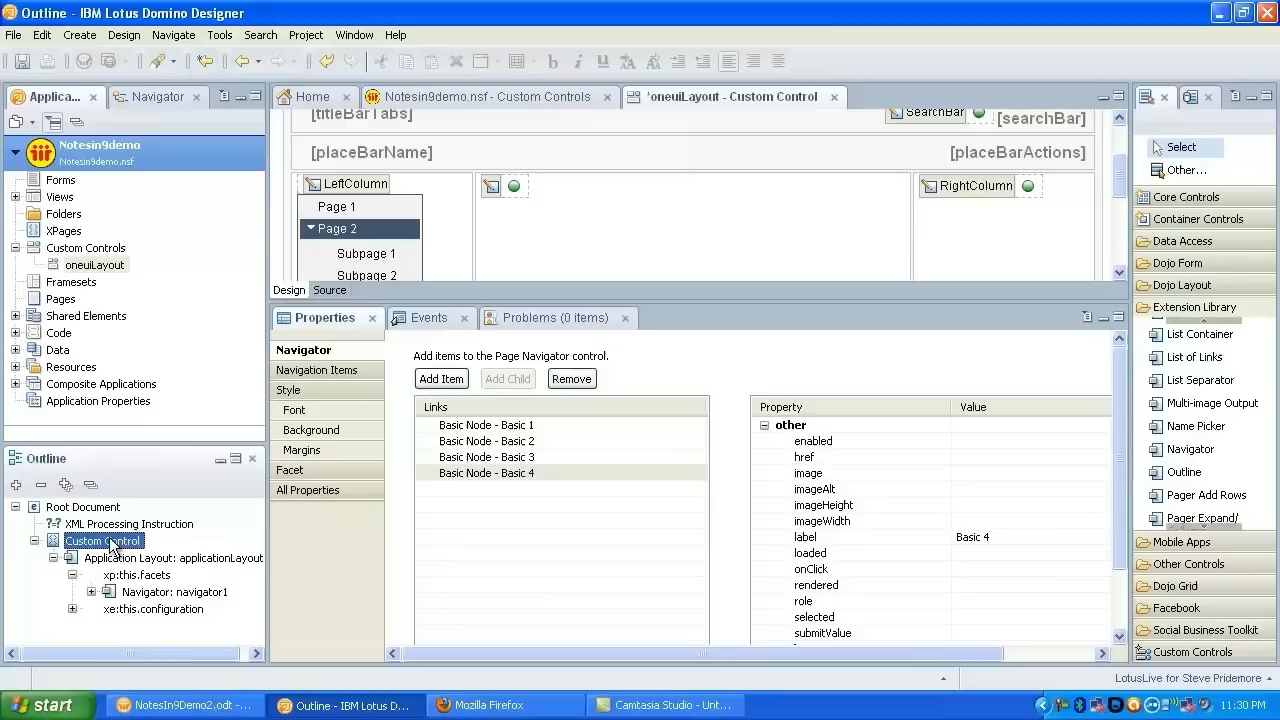 Outline - IBM Lotus Domino Designer
File Edit Create Design Navigate Tools Search Project Window Help
Applica... Navigator
Notesin9demo
Notesin9demo.nsf
Forms
Views
Folders
XPages
Custom Controls
oneuiLayout
Framesets
Pages
Shared Elements
Code
Data
Resources
Composite Applications
Application Properties
Outline
Root Document
XML Processing Instruction
Custom Control
Application Layout: applicationLayout
xp:this.facets
Navigator: navigator1
xe:this.configuration
Home Notesin9demo.nsf - Custom Controls *oneuiLayout - Custom Control
[titleBarTabs] SearchBar [searchBar]
[placeBarName] [placeBarActions]
LeftColumn RightColumn
Page 1
Page 2
Subpage 1
Subpage 2
Design Source
Properties Events Problems (0 items)
Navigator
Navigation Items
Style
Font
Background
Margins
Facet
All Properties
Add items to the Page Navigator control.
Add Item Add Child Remove
Links
Basic Node - Basic 1
Basic Node - Basic 2
Basic Node - Basic 3
Basic Node - Basic 4
Property Value
other
enabled
href
image
imageAlt
imageHeight
imageWidth
label Basic 4
loaded
onClick
rendered
role
selected
submitValue
Select
Other...
Core Controls
Container Controls
Data Access
Dojo Form
Dojo Layout
Extension Library
List Container
List of Links
List Separator
Multi-image Output
Name Picker
Navigator
Outline
Pager Add Rows
Pager Expand/
Mobile Apps
Other Controls
Dojo Grid
Facebook
Social Business Toolkit
Custom Controls
LotusLive for Steve Pridemore
start NotesIn9Demo2.odt -... Outline - IBM Lotus D... Mozilla Firefox Camtasia Studio - Unt... 11:30 PM